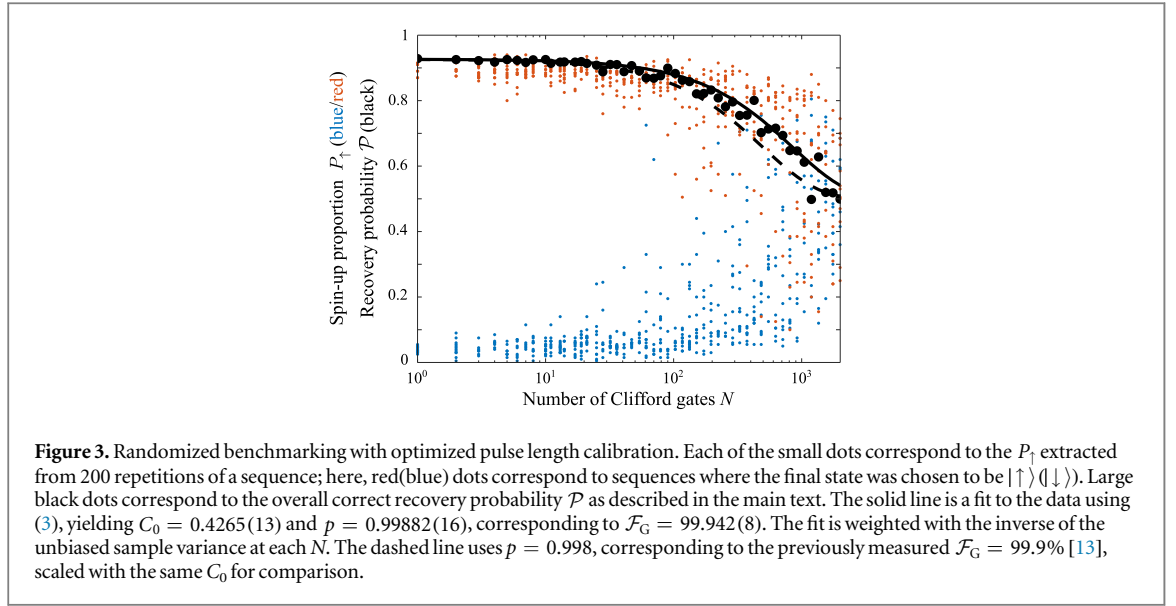 1
0.8
0.6
0.4
0.2
0
Spin-up proportion P↑ (blue/red)
Recovery probability 𝒫 (black)
10⁰ 10¹ 10² 10³
Number of Clifford gates N
Figure 3. Randomized benchmarking with optimized pulse length calibration. Each of the small dots correspond to the P↑ extracted
from 200 repetitions of a sequence; here, red(blue) dots correspond to sequences where the final state was chosen to be |↑⟩(|↓⟩). Large
black dots correspond to the overall correct recovery probability 𝒫 as described in the main text. The solid line is a fit to the data using
(3), yielding C₀ = 0.4265(13) and p = 0.99882(16), corresponding to ℱ_G = 99.942(8). The fit is weighted with the inverse of the
unbiased sample variance at each N. The dashed line uses p = 0.998, corresponding to the previously measured ℱ_G = 99.9% [13],
scaled with the same C₀ for comparison.